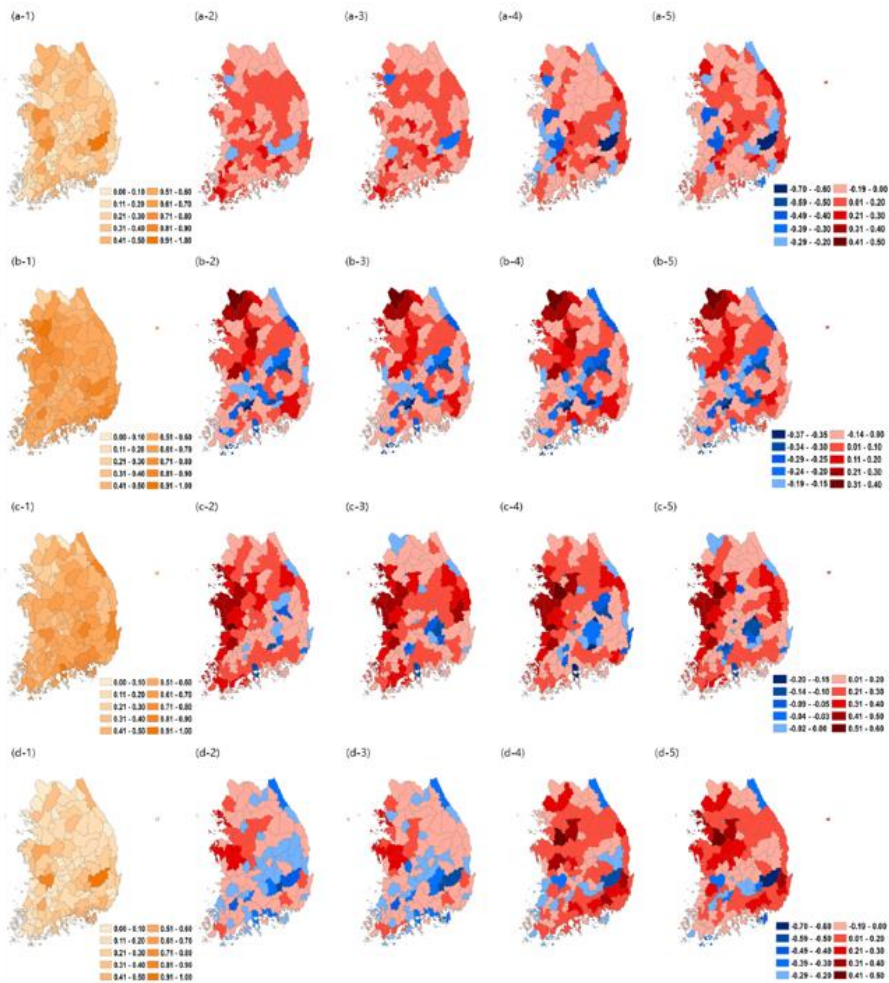 (a-1) (a-2) (a-3) (a-4) (a-5)
0.00 - 0.10 0.51 - 0.60
0.11 - 0.20 0.61 - 0.70
0.21 - 0.30 0.71 - 0.80
0.31 - 0.40 0.81 - 0.90
0.41 - 0.50 0.91 - 1.00
-0.70 - -0.60 -0.19 - 0.00
-0.59 - -0.50 0.01 - 0.20
-0.49 - -0.40 0.21 - 0.30
-0.39 - -0.30 0.31 - 0.40
-0.29 - -0.20 0.41 - 0.50
(b-1) (b-2) (b-3) (b-4) (b-5)
0.00 - 0.10 0.51 - 0.60
0.11 - 0.20 0.61 - 0.70
0.21 - 0.30 0.71 - 0.80
0.31 - 0.40 0.81 - 0.90
0.41 - 0.50 0.91 - 1.00
-0.37 - -0.35 -0.14 - 0.00
-0.34 - -0.30 0.01 - 0.10
-0.29 - -0.25 0.11 - 0.20
-0.24 - -0.20 0.21 - 0.30
-0.19 - -0.15 0.31 - 0.40
(c-1) (c-2) (c-3) (c-4) (c-5)
0.00 - 0.10 0.51 - 0.60
0.11 - 0.20 0.61 - 0.70
0.21 - 0.30 0.71 - 0.80
0.31 - 0.40 0.81 - 0.90
0.41 - 0.50 0.91 - 1.00
-0.20 - -0.15 0.01 - 0.20
-0.14 - -0.10 0.21 - 0.30
-0.09 - -0.05 0.31 - 0.40
-0.04 - -0.03 0.41 - 0.50
-0.02 - 0.00 0.51 - 0.60
(d-1) (d-2) (d-3) (d-4) (d-5)
0.00 - 0.10 0.51 - 0.60
0.11 - 0.20 0.61 - 0.70
0.21 - 0.30 0.71 - 0.80
0.31 - 0.40 0.81 - 0.90
0.41 - 0.50 0.91 - 1.00
-0.70 - -0.60 -0.19 - 0.00
-0.59 - -0.50 0.01 - 0.20
-0.49 - -0.40 0.21 - 0.30
-0.39 - -0.30 0.31 - 0.40
-0.29 - -0.20 0.41 - 0.50